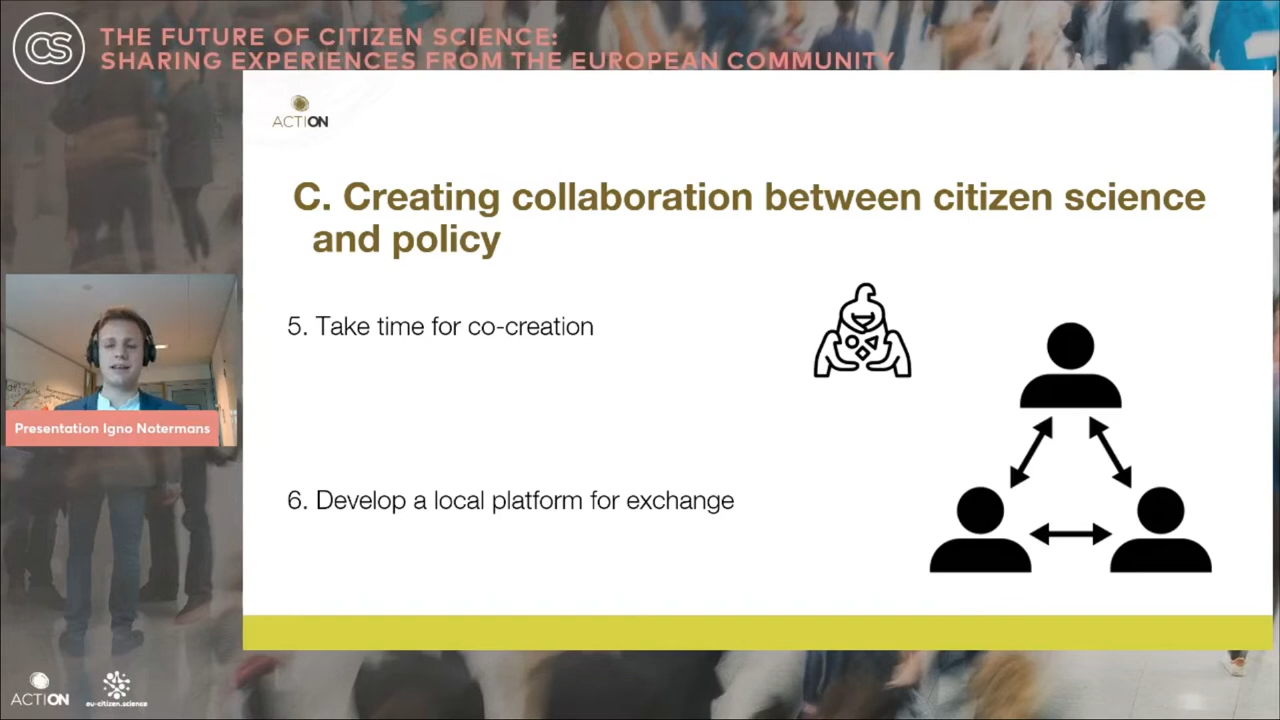 CS
THE FUTURE OF CITIZEN SCIENCE:
SHARING EXPERIENCES FROM THE EUROPEAN COMMUNITY
ACTION
C. Creating collaboration between citizen science
and policy
5. Take time for co-creation
6. Develop a local platform for exchange
Presentation Igno Notermans
ACTION
eu-citizen.science